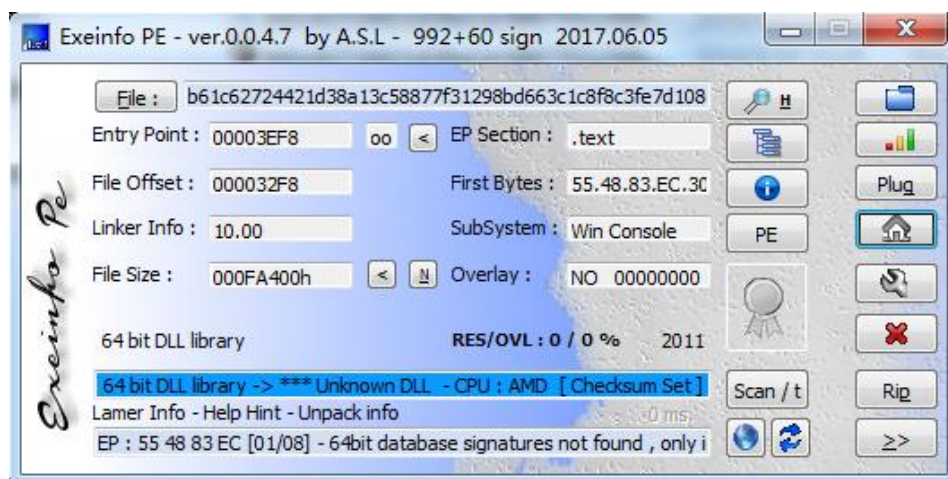 Exeinfo PE - ver.0.0.4.7 by A.S.L - 992+60 sign 2017.06.05
File : b61c62724421d38a13c58877f31298bd663c1c8f8c3fe7d108 H
Entry Point : 00003EF8 oo < EP Section : .text
File Offset : 000032F8 First Bytes : 55.48.83.EC.3C Plug
Linker Info : 10.00 SubSystem : Win Console PE
File Size : 000FA400h < N Overlay : NO 00000000
64 bit DLL library RES/OVL : 0 / 0 % 2011
64 bit DLL library -> *** Unknown DLL - CPU : AMD [ Checksum Set ] Scan / t Rip
Lamer Info - Help Hint - Unpack info 0 ms.
EP : 55 48 83 EC [01/08] - 64bit database signatures not found , only i >>
Exeinfo Pe